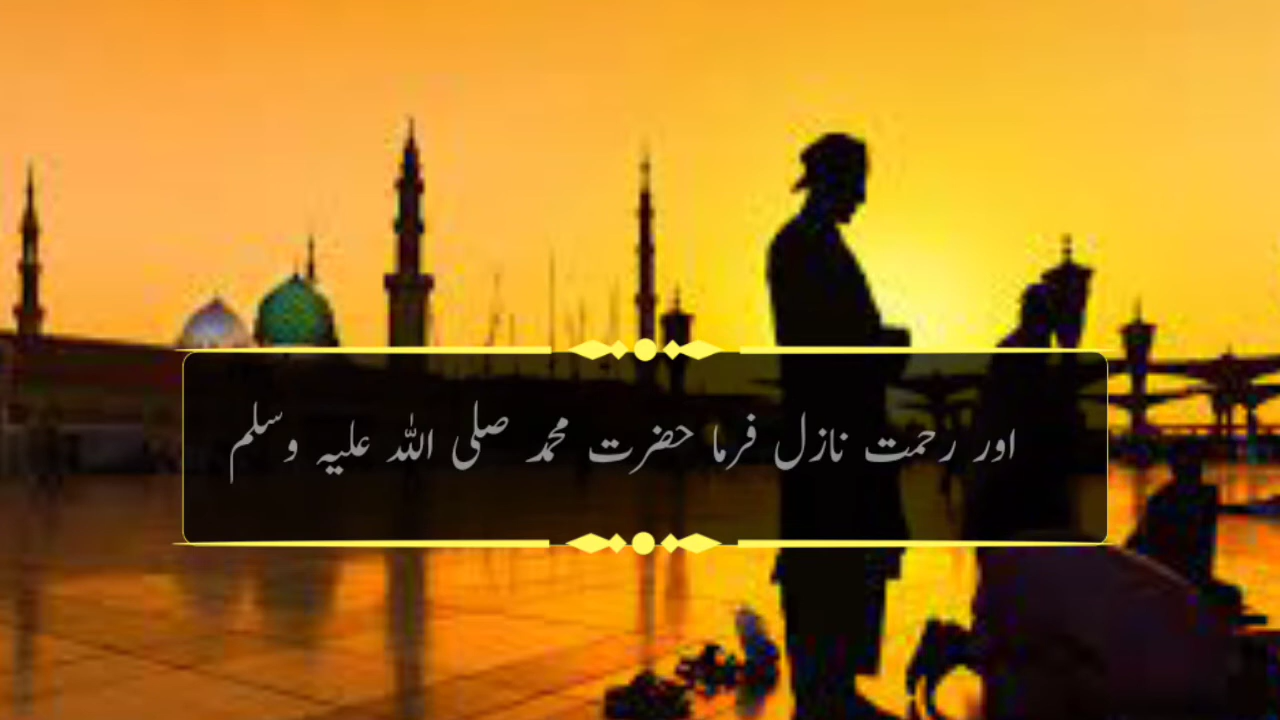 اور رحمت نازل فرما حضرت محمد صلی اللہ علیہ وسلم